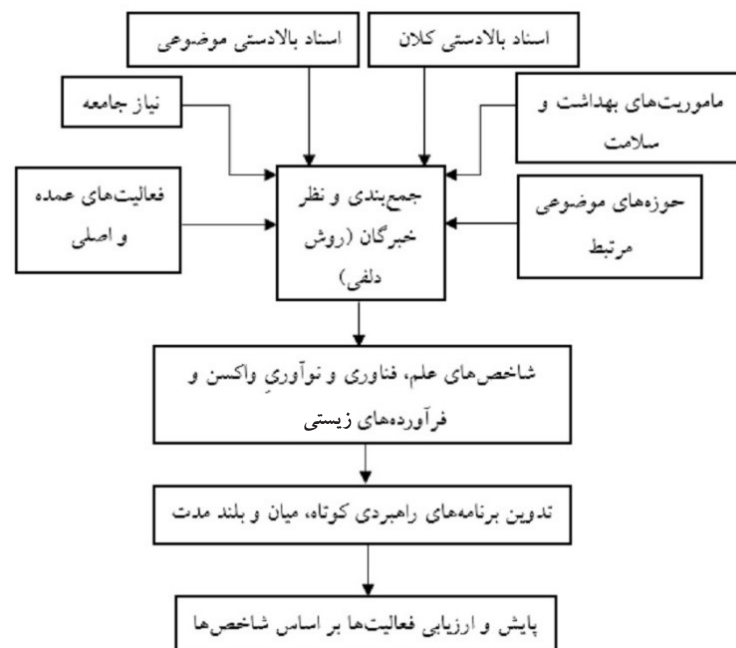 اسناد بالادستی کلان
اسناد بالادستی موضوعی
ماموریت‌های بهداشت و
سلامت
نیاز جامعه
جمع‌بندی و نظر
خبرگان (روش
دلفی)
حوزه‌های موضوعی
مرتبط
فعالیت‌های عمده
و اصلی
شاخص‌های علم، فناوری و نوآوریِ واکسن و
فرآورده‌های زیستی
تدوین برنامه‌های راهبردی کوتاه، میان و بلند مدت
پایش و ارزیابی فعالیت‌ها بر اساس شاخص‌ها